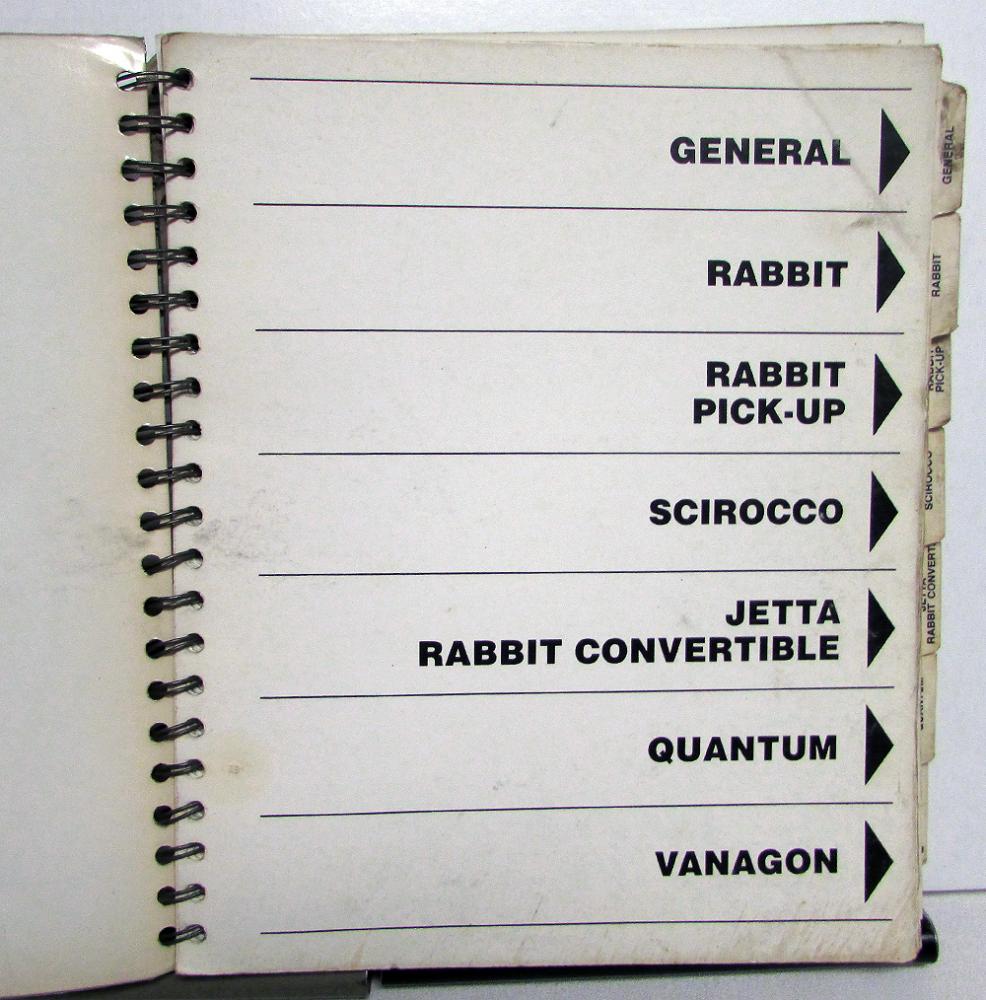 GENERAL
RABBIT
RABBIT
PICK-UP
SCIROCCO
JETTA
RABBIT CONVERTIBLE
QUANTUM
VANAGON
GENERAL
RABBIT
RABBIT
PICK-UP
SCIROCCO
JETTA
RABBIT CONVERT